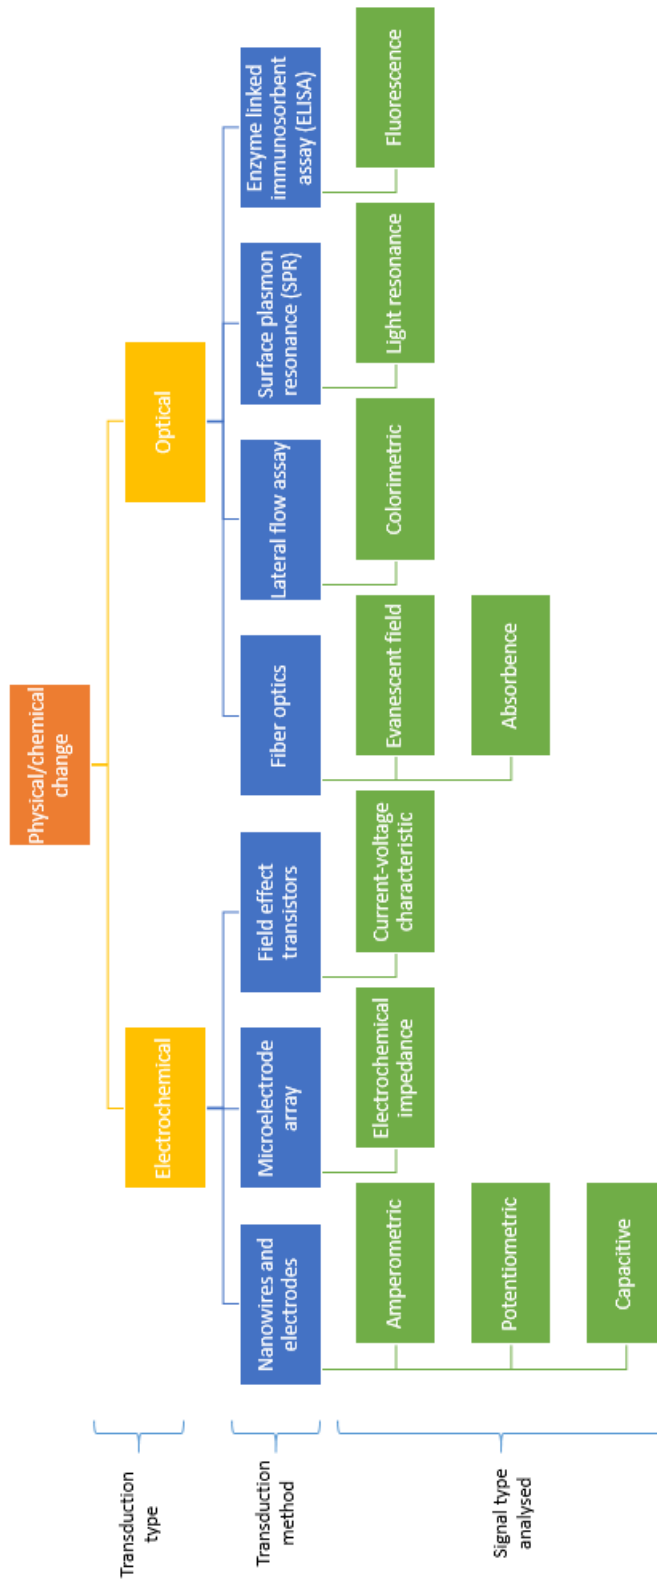 Physical/chemical
change
Transduction
type
Electrochemical
Optical
Transduction
method
Nanowires and
electrodes
Microelectrode
array
Field effect
transistors
Fiber optics
Lateral flow assay
Surface plasmon
resonance (SPR)
Enzyme linked
immunosorbent
assay (ELISA)
Signal type
analysed
Amperometric
Potentiometric
Capacitive
Electrochemical
impedance
Current-voltage
characteristic
Evanescent field
Absorbence
Colorimetric
Light resonance
Fluorescence